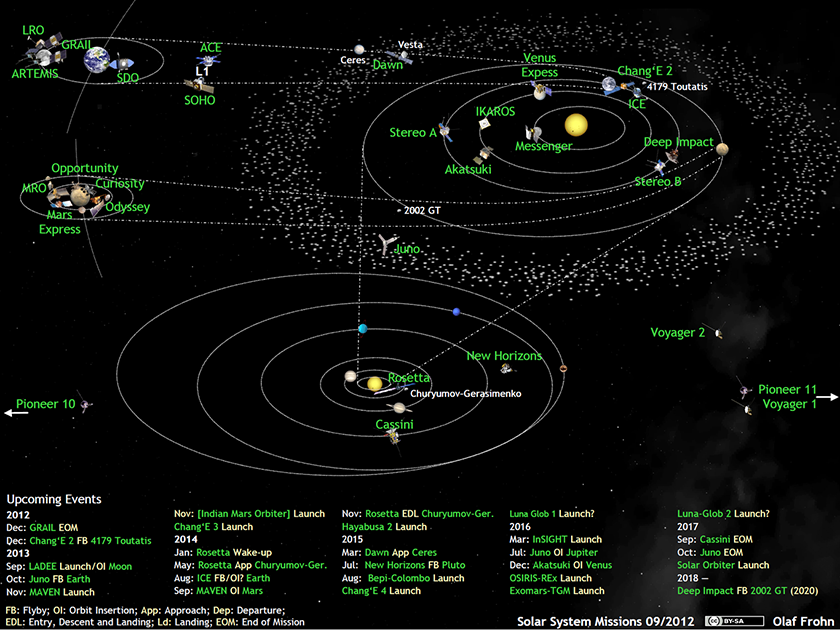 LRO
GRAIL
ARTEMIS
SDO
ACE
L1
SOHO
Ceres
Vesta
Dawn
Venus
Expess
Chang'E 2
4179 Toutatis
ICE
IKAROS
Stereo A
Messenger
Deep Impact
Akatsuki
Stereo B
Opportunity
MRO
Curiosity
Odyssey
Mars
Express
2002 GT
Juno
Voyager 2
New Horizons
Rosetta
Churyumov-Gerasimenko
Pioneer 10
Pioneer 11
Voyager 1
Cassini
Upcoming Events
2012
Dec: GRAIL EOM
Dec: Chang'E 2 FB 4179 Toutatis
2013
Sep: LADEE Launch/OI Moon
Oct: Juno FB Earth
Nov: MAVEN Launch
Nov: [Indian Mars Orbiter] Launch
Chang'E 3 Launch
2014
Jan: Rosetta Wake-up
May: Rosetta App Churyumov-Ger.
Aug: ICE FB/OI? Earth
Sep: MAVEN OI Mars
Nov: Rosetta EDL Churyumov-Ger.
Hayabusa 2 Launch
2015
Mar: Dawn App Ceres
Jul: New Horizons FB Pluto
Aug: Bepi-Colombo Launch
Chang'E 4 Launch
Luna Glob 1 Launch?
2016
Mar: InSIGHT Launch
Jul: Juno OI Jupiter
Dec: Akatsuki OI Venus
OSIRIS-REx Launch
Exomars-TGM Launch
Luna-Glob 2 Launch?
2017
Sep: Cassini EOM
Oct: Juno EOM
Solar Orbiter Launch
2018 —
Deep Impact FB 2002 GT (2020)
FB: Flyby; OI: Orbit Insertion; App: Approach; Dep: Departure;
EDL: Entry, Descent and Landing; Ld: Landing; EOM: End of Mission
Solar System Missions 09/2012 cc BY-SA Olaf Frohn